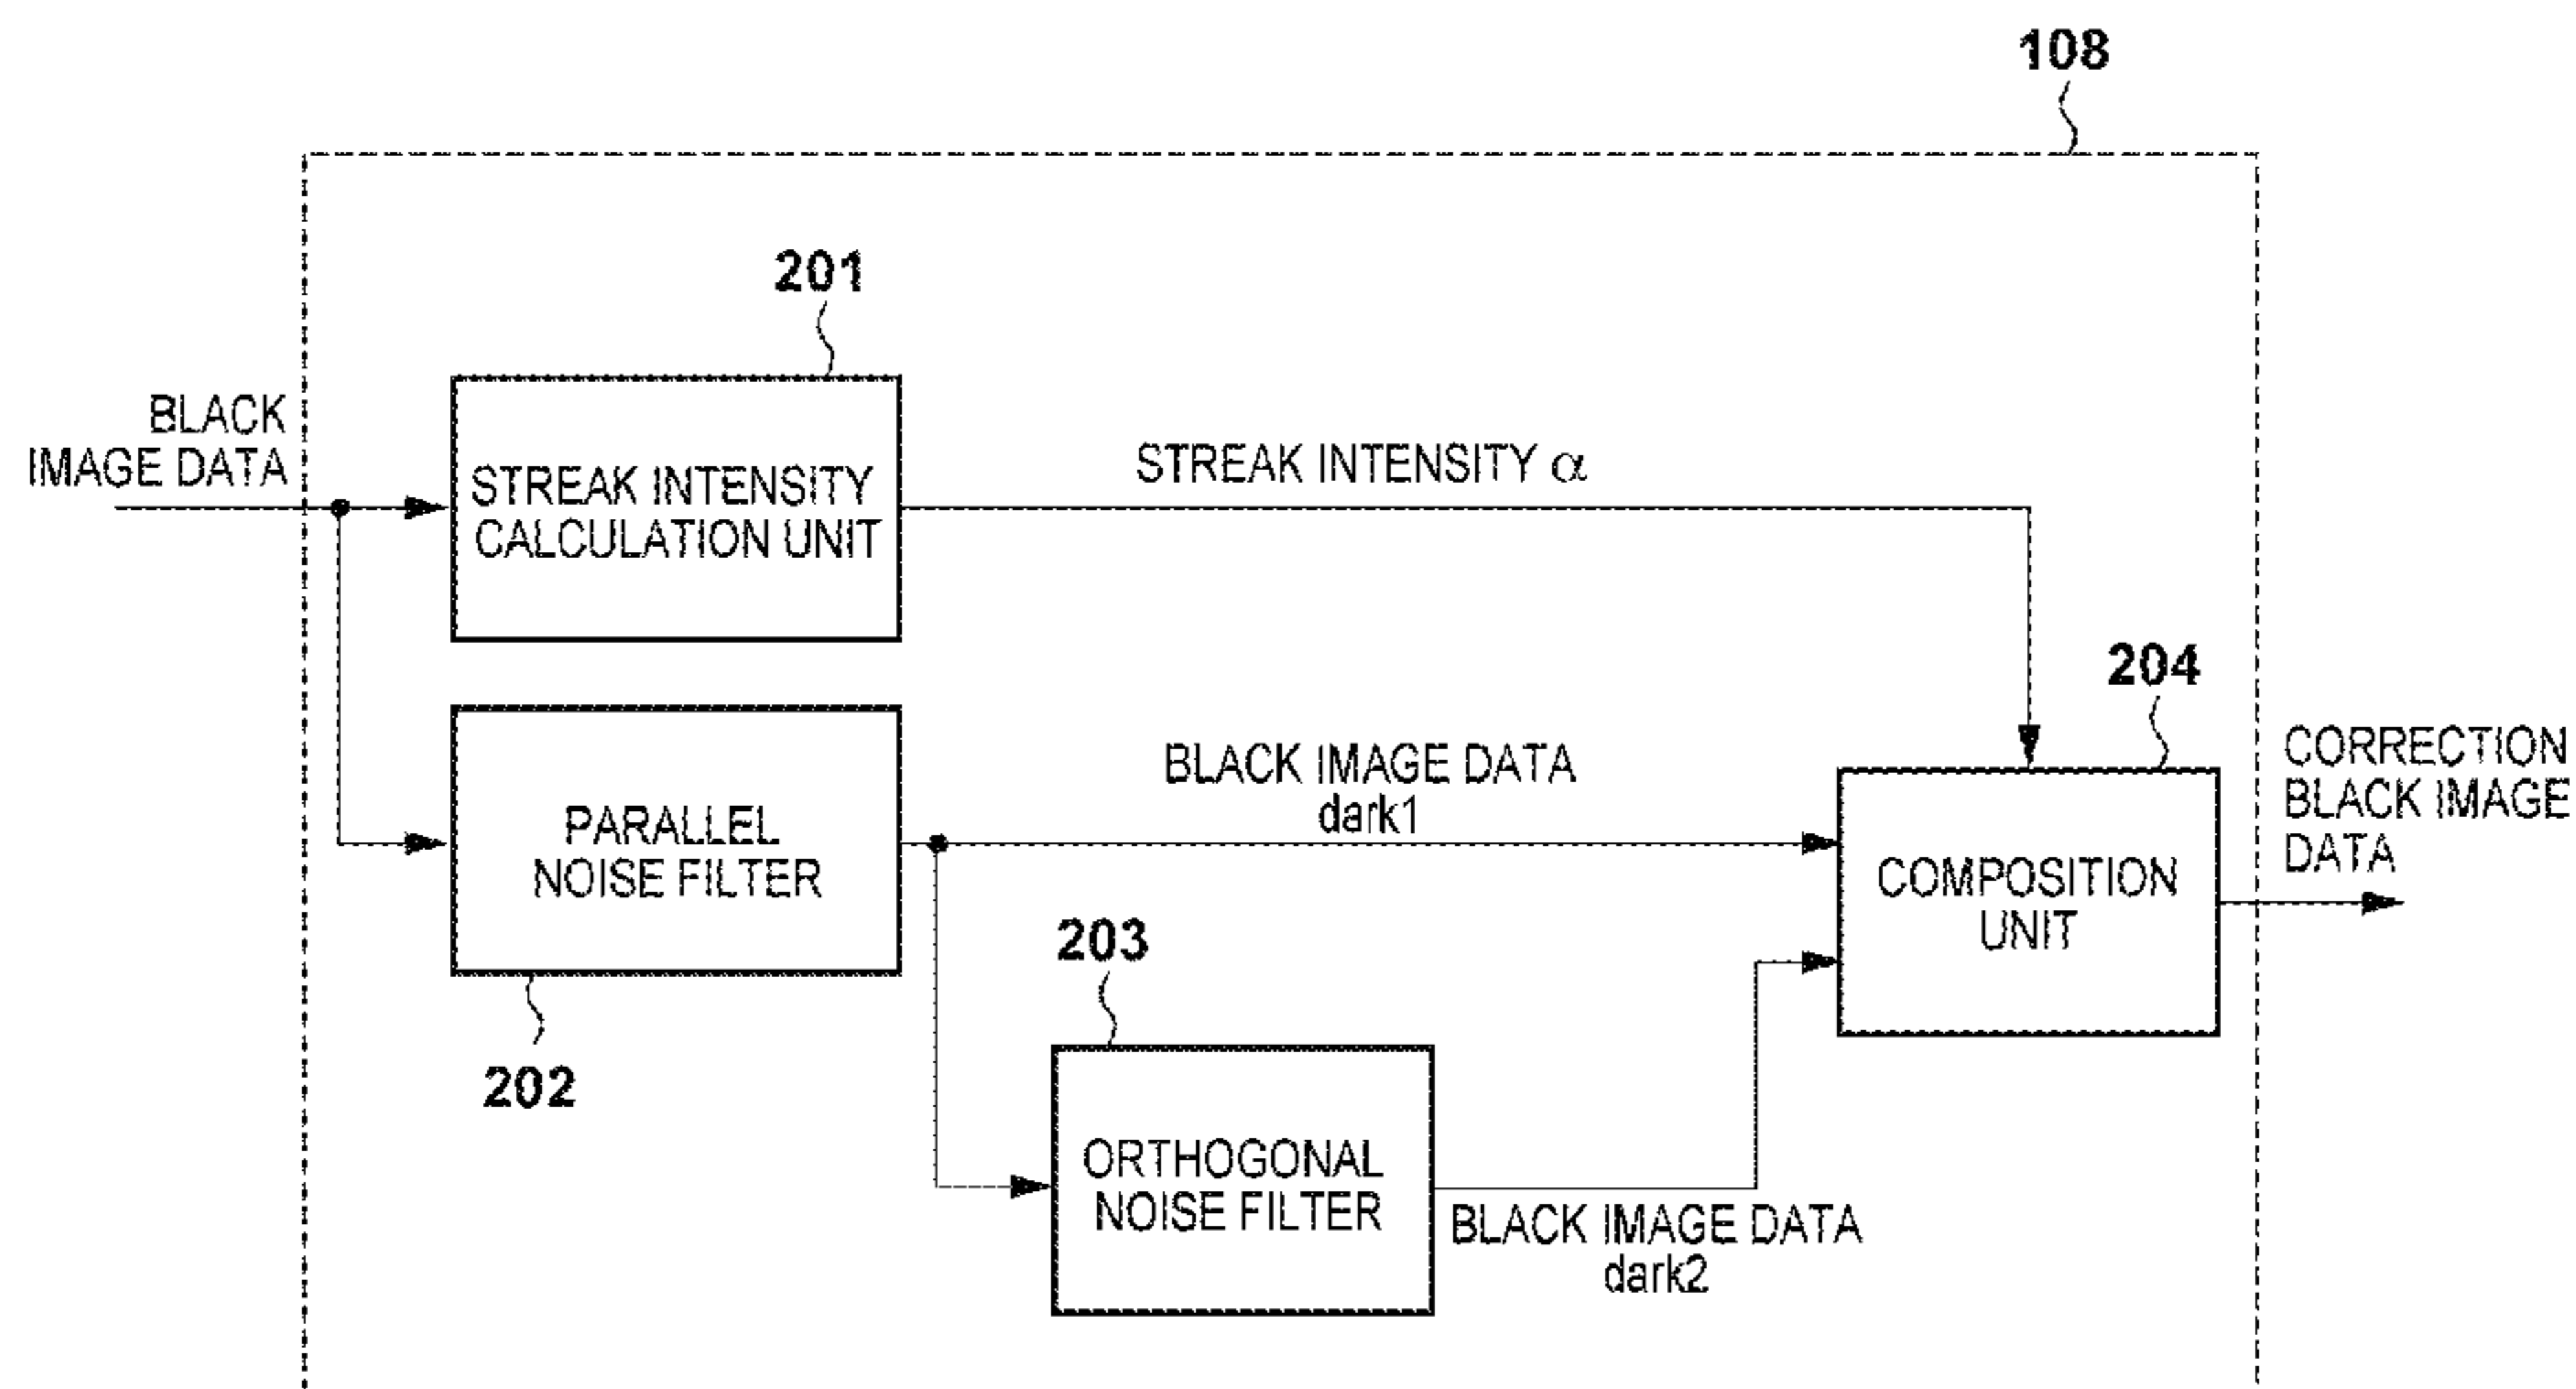 108
201
BLACK
IMAGE DATA
STREAK INTENSITY
CALCULATION UNIT
STREAK INTENSITY α
204
PARALLEL
NOISE FILTER
202
BLACK IMAGE DATA
dark1
COMPOSITION
UNIT
CORRECTION
BLACK IMAGE
DATA
203
ORTHOGONAL
NOISE FILTER
BLACK IMAGE DATA
dark2